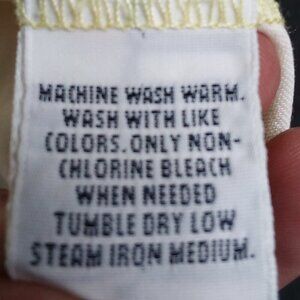 MACHINE WASH WARM.
WASH WITH LIKE
COLORS. ONLY NON-
CHLORINE BLEACH
WHEN NEEDED
TUMBLE DRY LOW
STEAM IRON MEDIUM.